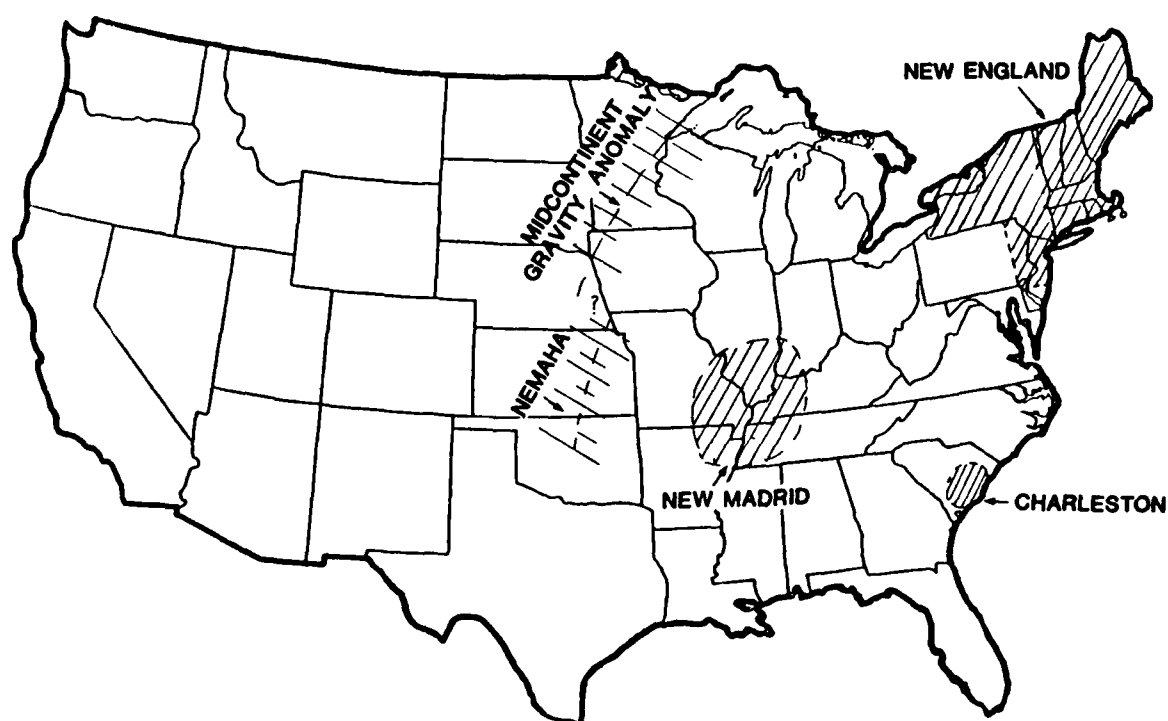 NEW ENGLAND
MIDCONTINENT
GRAVITY ANOMALY
?
NEMAHA
NEW MADRID
CHARLESTON